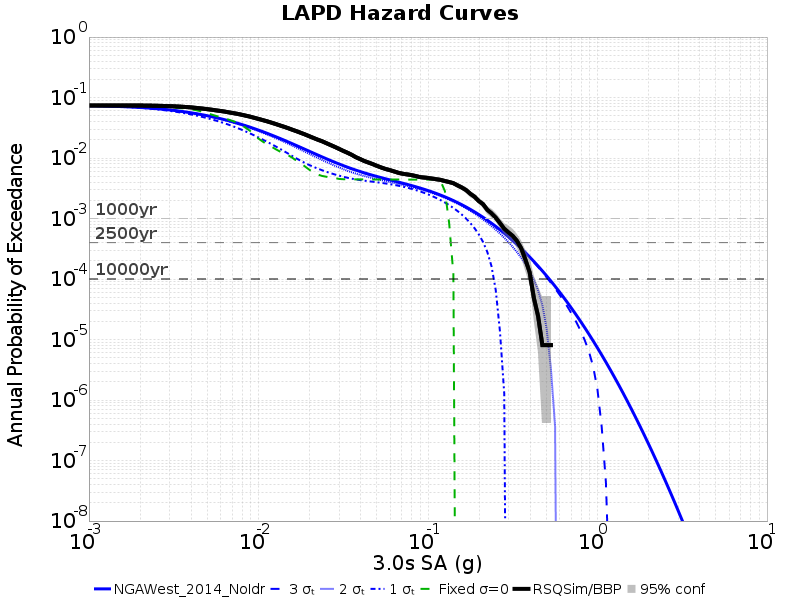 LAPD Hazard Curves
Annual Probability of Exceedance
10^0
10^-1
10^-2
10^-3
10^-4
10^-5
10^-6
10^-7
10^-8
1000yr
2500yr
10000yr
10^-3 10^-2 10^-1 10^0 10^1
3.0s SA (g)
NGAWest_2014_NoIdr 3 σₜ 2 σₜ 1 σₜ Fixed σ=0 RSQSim/BBP 95% conf